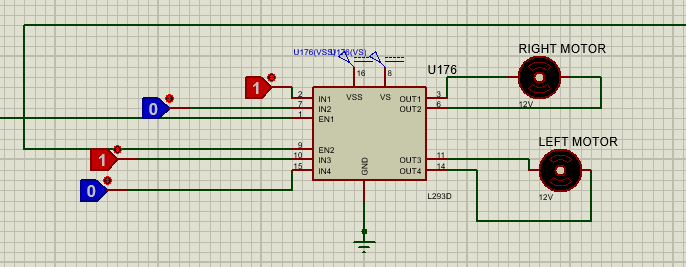 RIGHT MOTOR
U176(VSS)
U176(VS)
U176
16
8
1
2
IN1
VSS
VS
OUT1
3
12V
0
7
IN2
OUT2
6
1
EN1
LEFT MOTOR
9
EN2
1
10
IN3
GND
OUT3
11
15
IN4
OUT4
14
0
L293D
12V